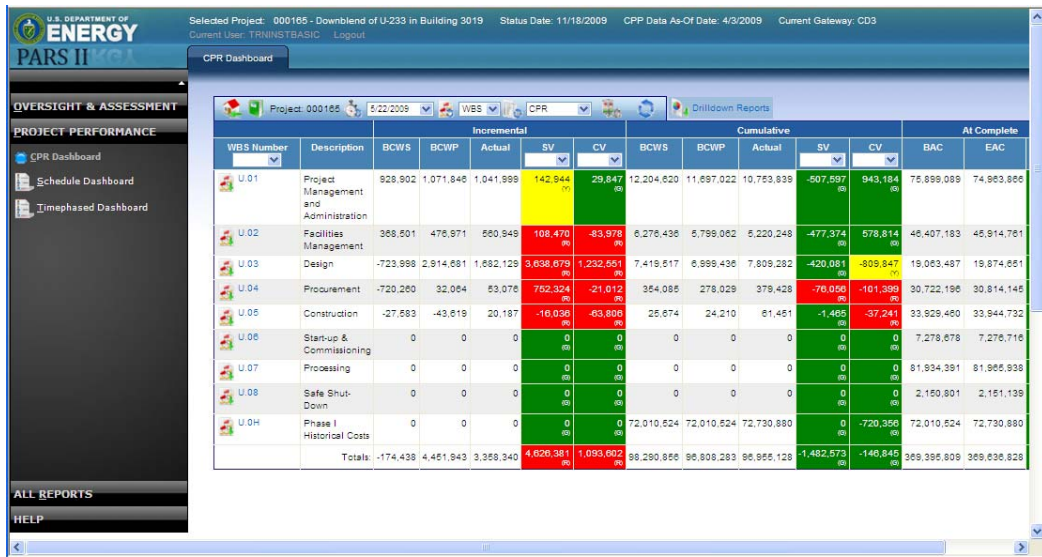 U.S. DEPARTMENT OF
ENERGY
PARS II
Selected Project: 000165 - Downblend of U-233 in Building 3019 Status Date: 11/18/2009 CPP Data As-Of Date: 4/3/2009 Current Gateway: CD3
Current User: TRNINSTBASIC Logout
CPR Dashboard
OVERSIGHT & ASSESSMENT
PROJECT PERFORMANCE
CPR Dashboard
Schedule Dashboard
Timephased Dashboard
ALL REPORTS
HELP
Project: 000165 5/22/2009 WBS CPR Drilldown Reports
Incremental Cumulative At Complete
WBS Number Description BCWS BCWP Actual SV CV BCWS BCWP Actual SV CV BAC EAC
U.01 Project Management and Administration 928,902 1,071,846 1,041,999 142,944 (Y) 29,847 (G) 12,204,620 11,697,022 10,753,839 -507,597 (G) 943,184 (G) 75,899,089 74,963,866
U.02 Facilities Management 368,501 476,971 560,949 108,470 (R) -83,978 (R) 6,276,436 5,799,062 5,220,248 -477,374 (G) 578,814 (G) 46,407,183 45,914,761
U.03 Design -723,998 2,914,681 1,682,129 3,638,679 (R) 1,232,551 (R) 7,419,517 6,999,436 7,809,282 -420,081 (G) -809,847 (Y) 19,063,487 19,874,651
U.04 Procurement -720,260 32,064 53,076 752,324 (R) -21,012 (R) 354,085 278,029 379,428 -76,056 (R) -101,399 (R) 30,722,196 30,814,145
U.05 Construction -27,583 -43,619 20,187 -16,036 (R) -63,806 (R) 25,674 24,210 61,451 -1,465 (G) -37,241 (R) 33,929,460 33,944,732
U.06 Start-up & Commissioning 0 0 0 0 (G) 0 (G) 0 0 0 0 (G) 0 (G) 7,278,678 7,276,716
U.07 Processing 0 0 0 0 (G) 0 (G) 0 0 0 0 (G) 0 (G) 81,934,391 81,965,938
U.08 Safe Shut-Down 0 0 0 0 (G) 0 (G) 0 0 0 0 (G) 0 (G) 2,150,801 2,151,139
U.0H Phase I Historical Costs 0 0 0 0 (G) 0 (G) 72,010,524 72,010,524 72,730,880 0 (G) -720,356 (G) 72,010,524 72,730,880
Totals: -174,438 4,451,943 3,358,340 4,626,381 (R) 1,093,602 (R) 98,290,856 96,808,283 96,955,128 -1,482,573 (G) -146,845 (G) 369,395,809 369,636,828